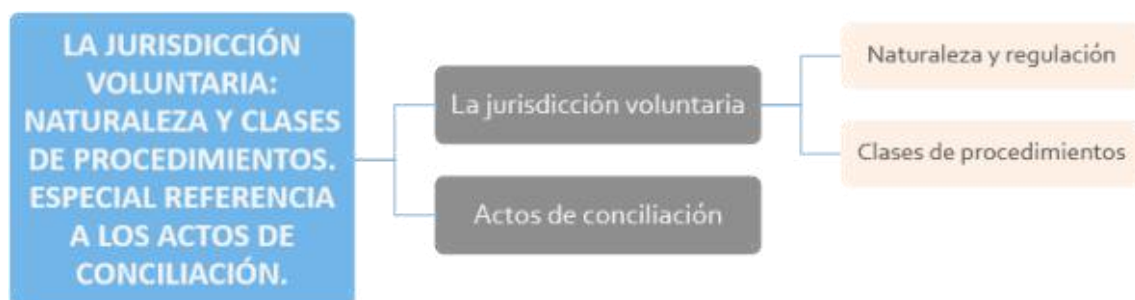 LA JURISDICCIÓN
VOLUNTARIA:
NATURALEZA Y CLASES
DE PROCEDIMIENTOS.
ESPECIAL REFERENCIA
A LOS ACTOS DE
CONCILIACIÓN.
La jurisdicción voluntaria
Naturaleza y regulación
Clases de procedimientos
Actos de conciliación